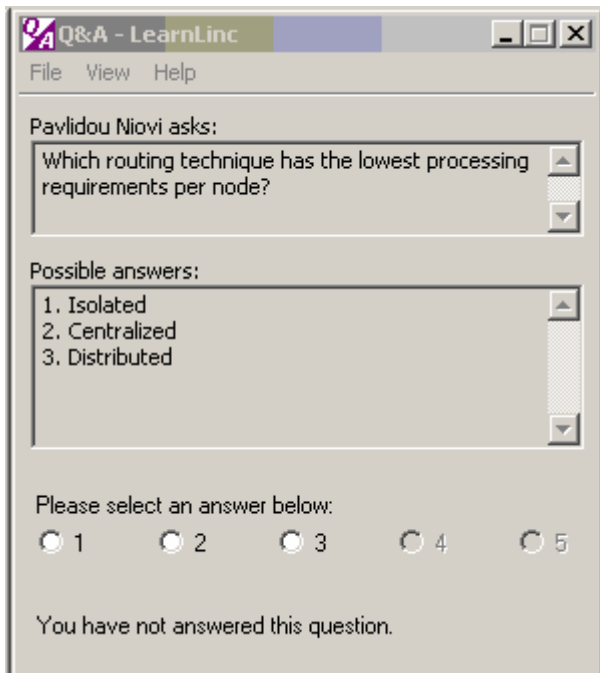 Q&A - LearnLinc
File View Help
Pavlidou Niovi asks:
Which routing technique has the lowest processing
requirements per node?
Possible answers:
1. Isolated
2. Centralized
3. Distributed
Please select an answer below:
1 2 3 4 5
You have not answered this question.